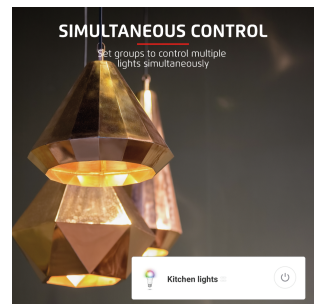 SIMULTANEOUS CONTROL
Set groups to control multiple
lights simultaneously
Kitchen lights